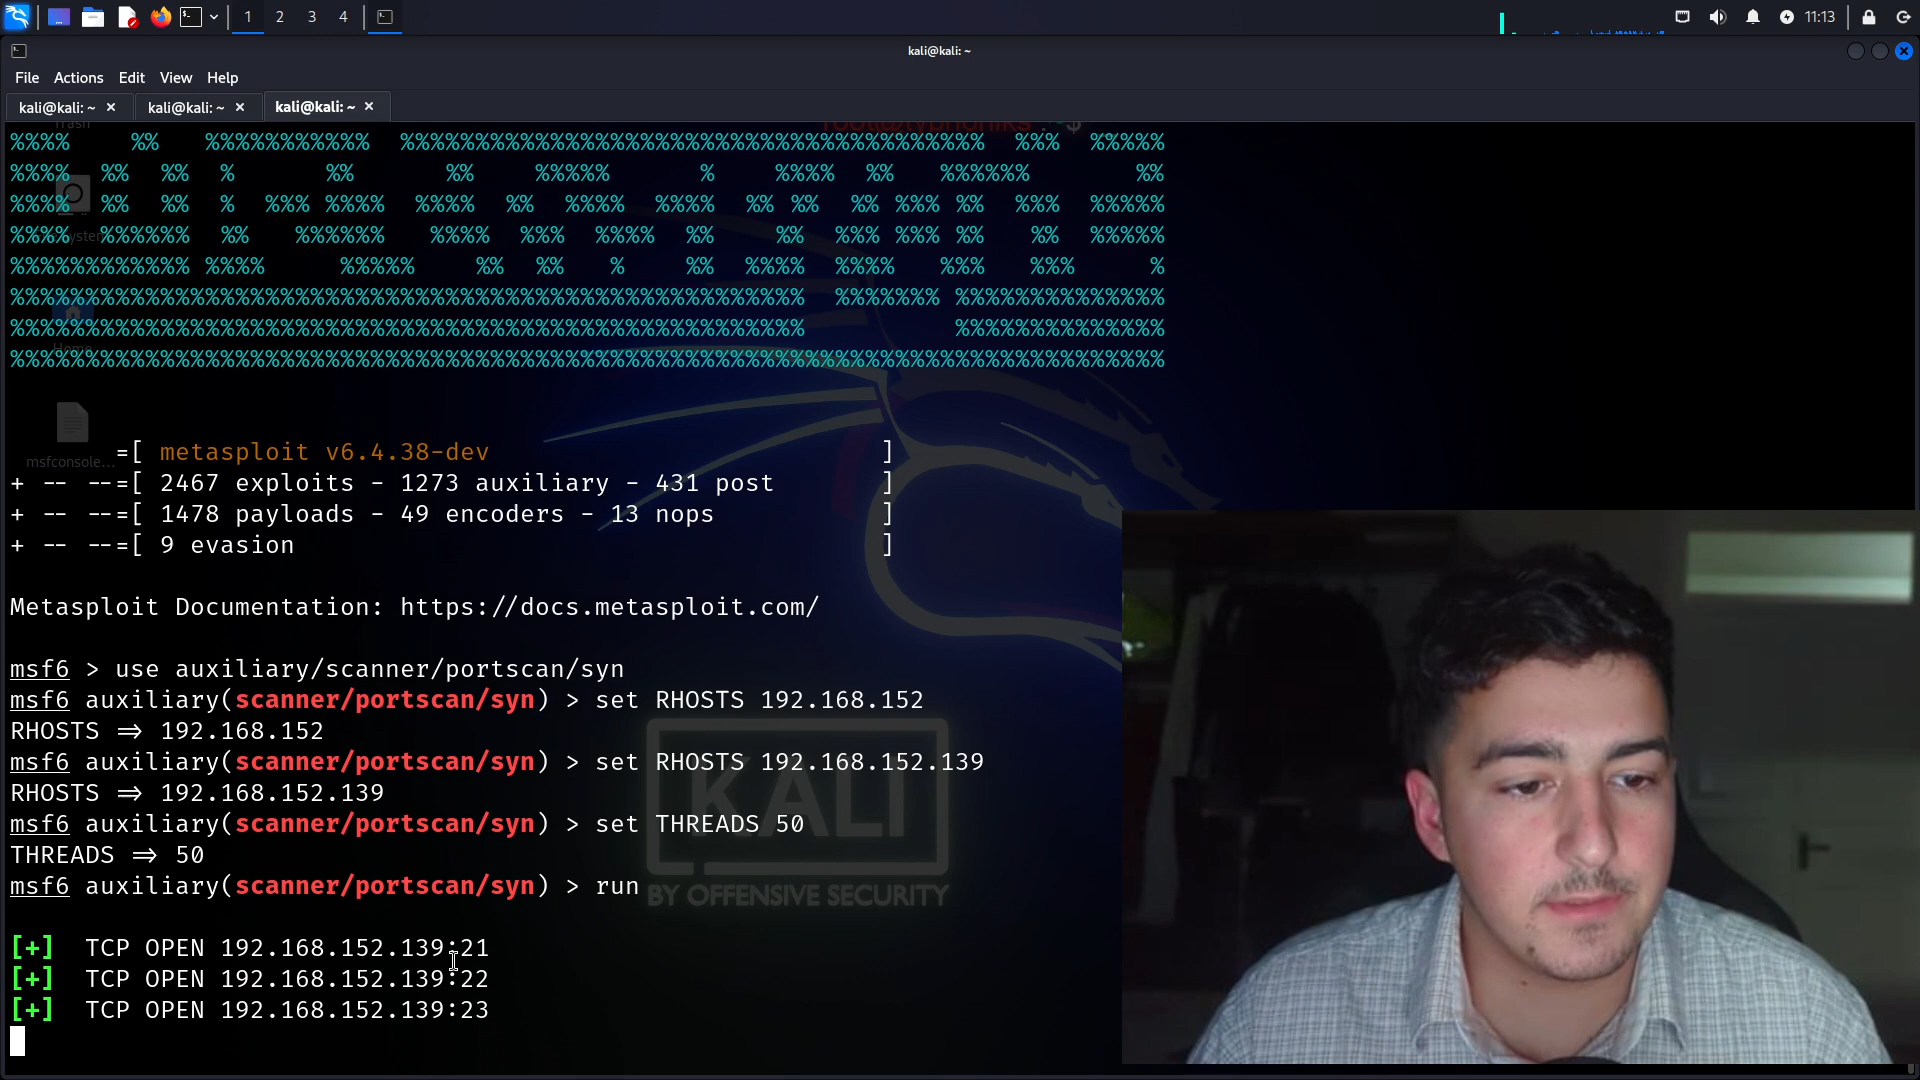 1 2 3 4 11:13
kali@kali: ~
File Actions Edit View Help
kali@kali: ~ × kali@kali: ~ × kali@kali: ~ ×
Trash
%%%% %% %%%%%%%%%%% %%%%%%%%%%%%%%%%%%%%%%%%%%%%%%%%%%%%%%% %%% %%%%%
%%%% %% %% % %% %% %%%%% % %%%% %% %%%%%% %%
%%%% %% %% % %%% %%%% %%%% %% %%%% %%%% %% %% %% %%% %% %%% %%%%%
%%%% %%%%%% %% %%%%%% %%%% %%% %%%% %% %% %%% %%% %% %% %%%%%
%%%%%%%%%%%% %%%% %%%%% %% %% % %% %%%% %%%% %%% %%% %
%%%%%%%%%%%%%%%%%%%%%%%%%%%%%%%%%%%%%%%%%%%%%%%%%%%%% %%%%%%% %%%%%%%%%%%%%%
%%%%%%%%%%%%%%%%%%%%%%%%%%%%%%%%%%%%%%%%%%%%%%%%%%%%% %%%%%%%%%%%%%%
Home
%%%%%%%%%%%%%%%%%%%%%%%%%%%%%%%%%%%%%%%%%%%%%%%%%%%%%%%%%%%%%%%%%%%%%%%%%%%%%%%
=[ metasploit v6.4.38-dev ]
msfconsole...
+ -- --=[ 2467 exploits - 1273 auxiliary - 431 post ]
+ -- --=[ 1478 payloads - 49 encoders - 13 nops ]
+ -- --=[ 9 evasion ]
Metasploit Documentation: https://docs.metasploit.com/
msf6 > use auxiliary/scanner/portscan/syn
msf6 auxiliary(scanner/portscan/syn) > set RHOSTS 192.168.152
RHOSTS => 192.168.152
msf6 auxiliary(scanner/portscan/syn) > set RHOSTS 192.168.152.139
RHOSTS => 192.168.152.139
msf6 auxiliary(scanner/portscan/syn) > set THREADS 50
THREADS => 50
msf6 auxiliary(scanner/portscan/syn) > run
KALI
BY OFFENSIVE SECURITY
[+] TCP OPEN 192.168.152.139:21
[+] TCP OPEN 192.168.152.139:22
[+] TCP OPEN 192.168.152.139:23